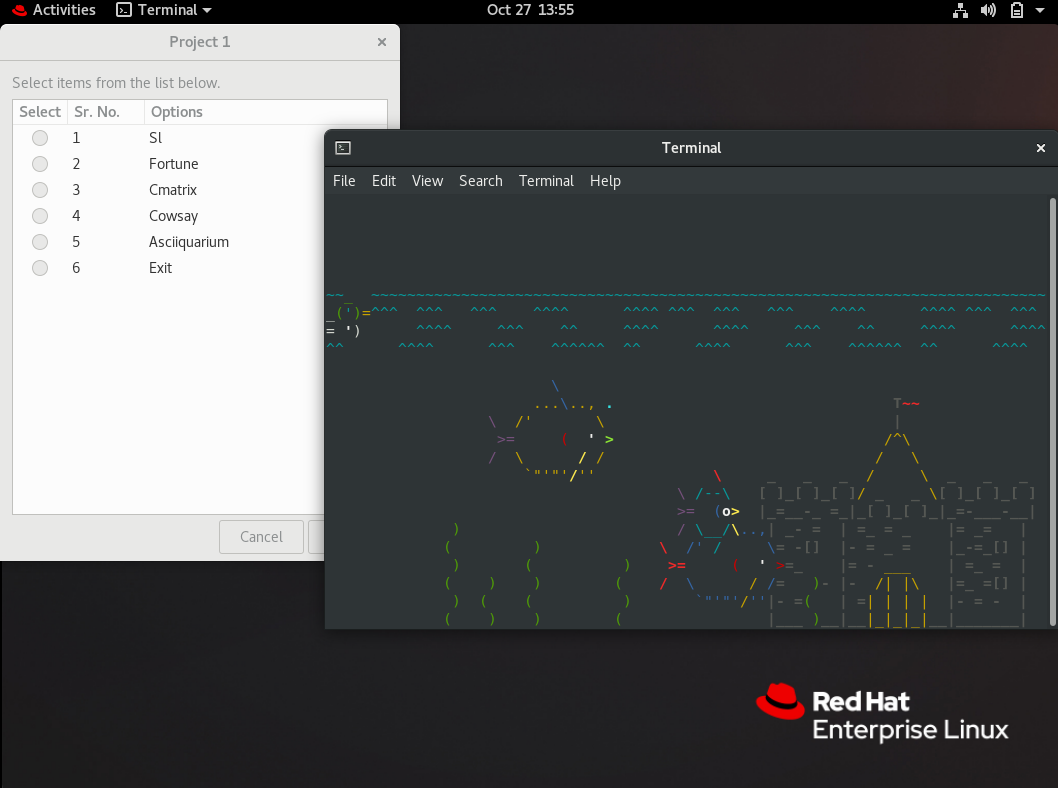 Activities Terminal Oct 27 13:55
Project 1
Select items from the list below.
Select Sr. No. Options
1 Sl
2 Fortune
3 Cmatrix
4 Cowsay
5 Asciiquarium
6 Exit
Cancel
Terminal
File Edit View Search Terminal Help
Red Hat
Enterprise Linux